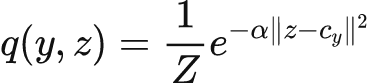 q(y, z) = \frac{1}{Z} e^{-\alpha \| z - c_y \|^2}